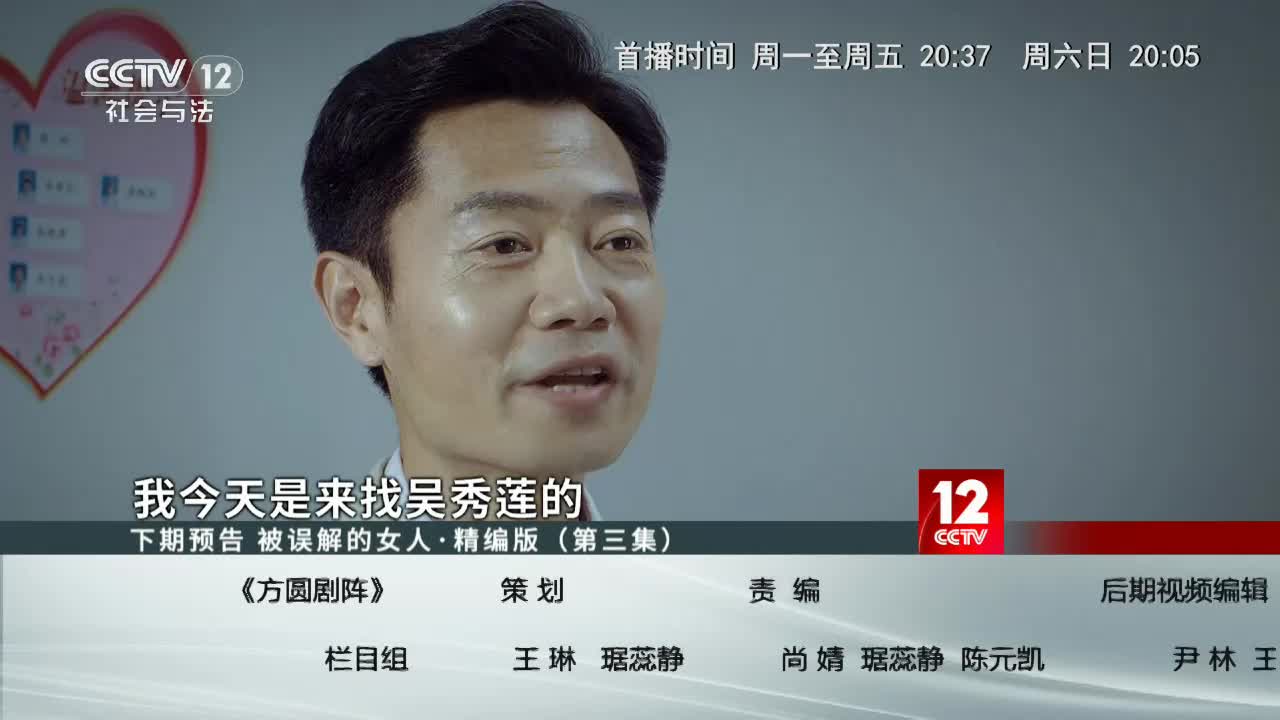 首播时间 周一至周五 20:37 周六日 20:05
CCTV 12
社会与法
我今天是来找吴秀莲的
下期预告 被误解的女人·精编版（第三集）
12
CCTV
《方圆剧阵》 策 划 责 编 后期视频编辑
栏目组 王 琳 琚蕊静 尚 婧 琚蕊静 陈元凯 尹 林 王